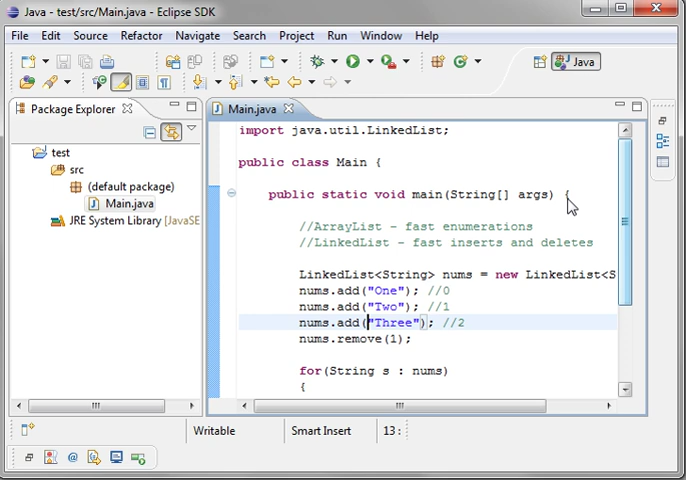 Java - test/src/Main.java - Eclipse SDK
File Edit Source Refactor Navigate Search Project Run Window Help
Java
Package Explorer
Main.java
test
src
(default package)
Main.java
JRE System Library [JavaSE
import java.util.LinkedList;
public class Main {
public static void main(String[] args) {
//ArrayList - fast enumerations
//LinkedList - fast inserts and deletes
LinkedList<String> nums = new LinkedList<S
nums.add("One"); //0
nums.add("Two"); //1
nums.add("Three"); //2
nums.remove(1);
for(String s : nums)
{
Writable Smart Insert 13 :